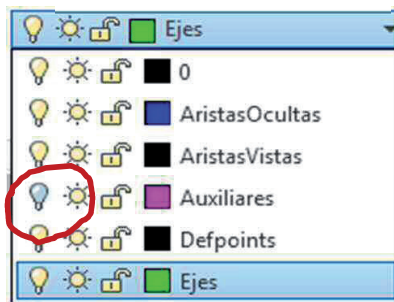 Ejes
0
AristasOcultas
AristasVistas
Auxiliares
Defpoints
Ejes